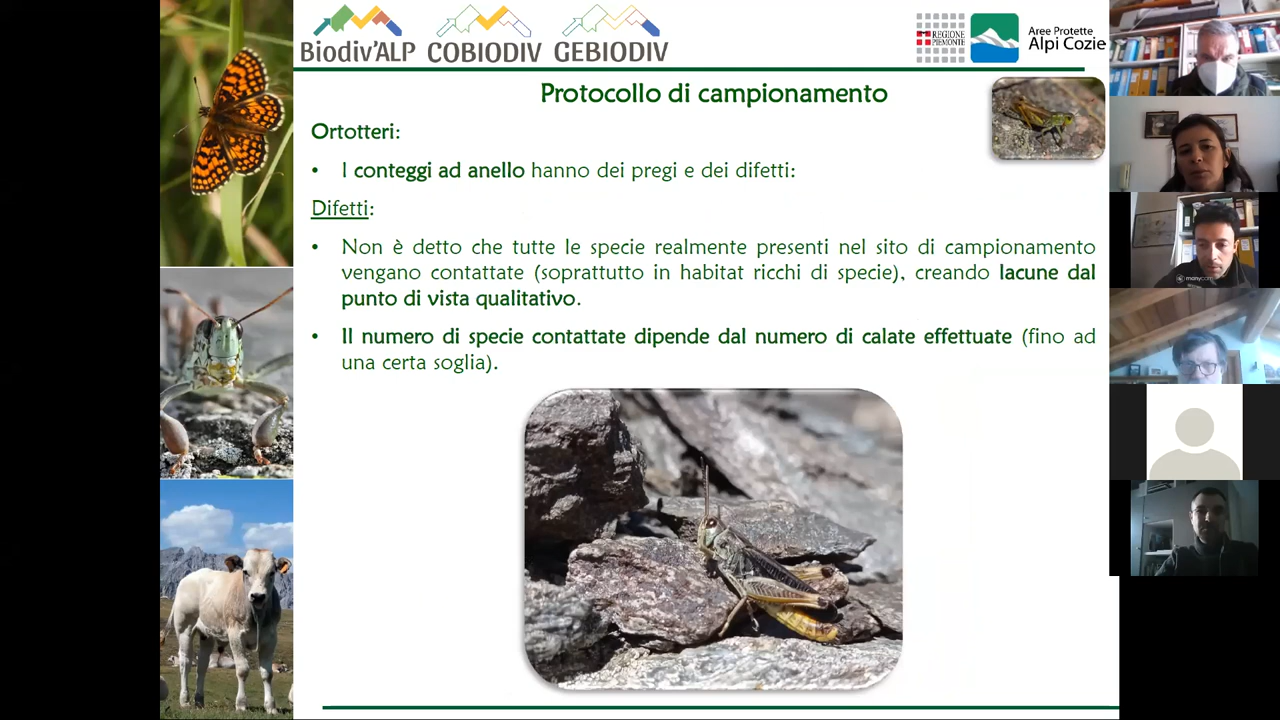 Biodiv'ALP COBIODIV GEBIODIV
REGIONE
PIEMONTE
Aree Protette
Alpi Cozie
Protocollo di campionamento
Ortotteri:
• I conteggi ad anello hanno dei pregi e dei difetti:
Difetti:
• Non è detto che tutte le specie realmente presenti nel sito di campionamento
vengano contattate (soprattutto in habitat ricchi di specie), creando lacune dal
punto di vista qualitativo.
• Il numero di specie contattate dipende dal numero di calate effettuate (fino ad
una certa soglia).
manycam